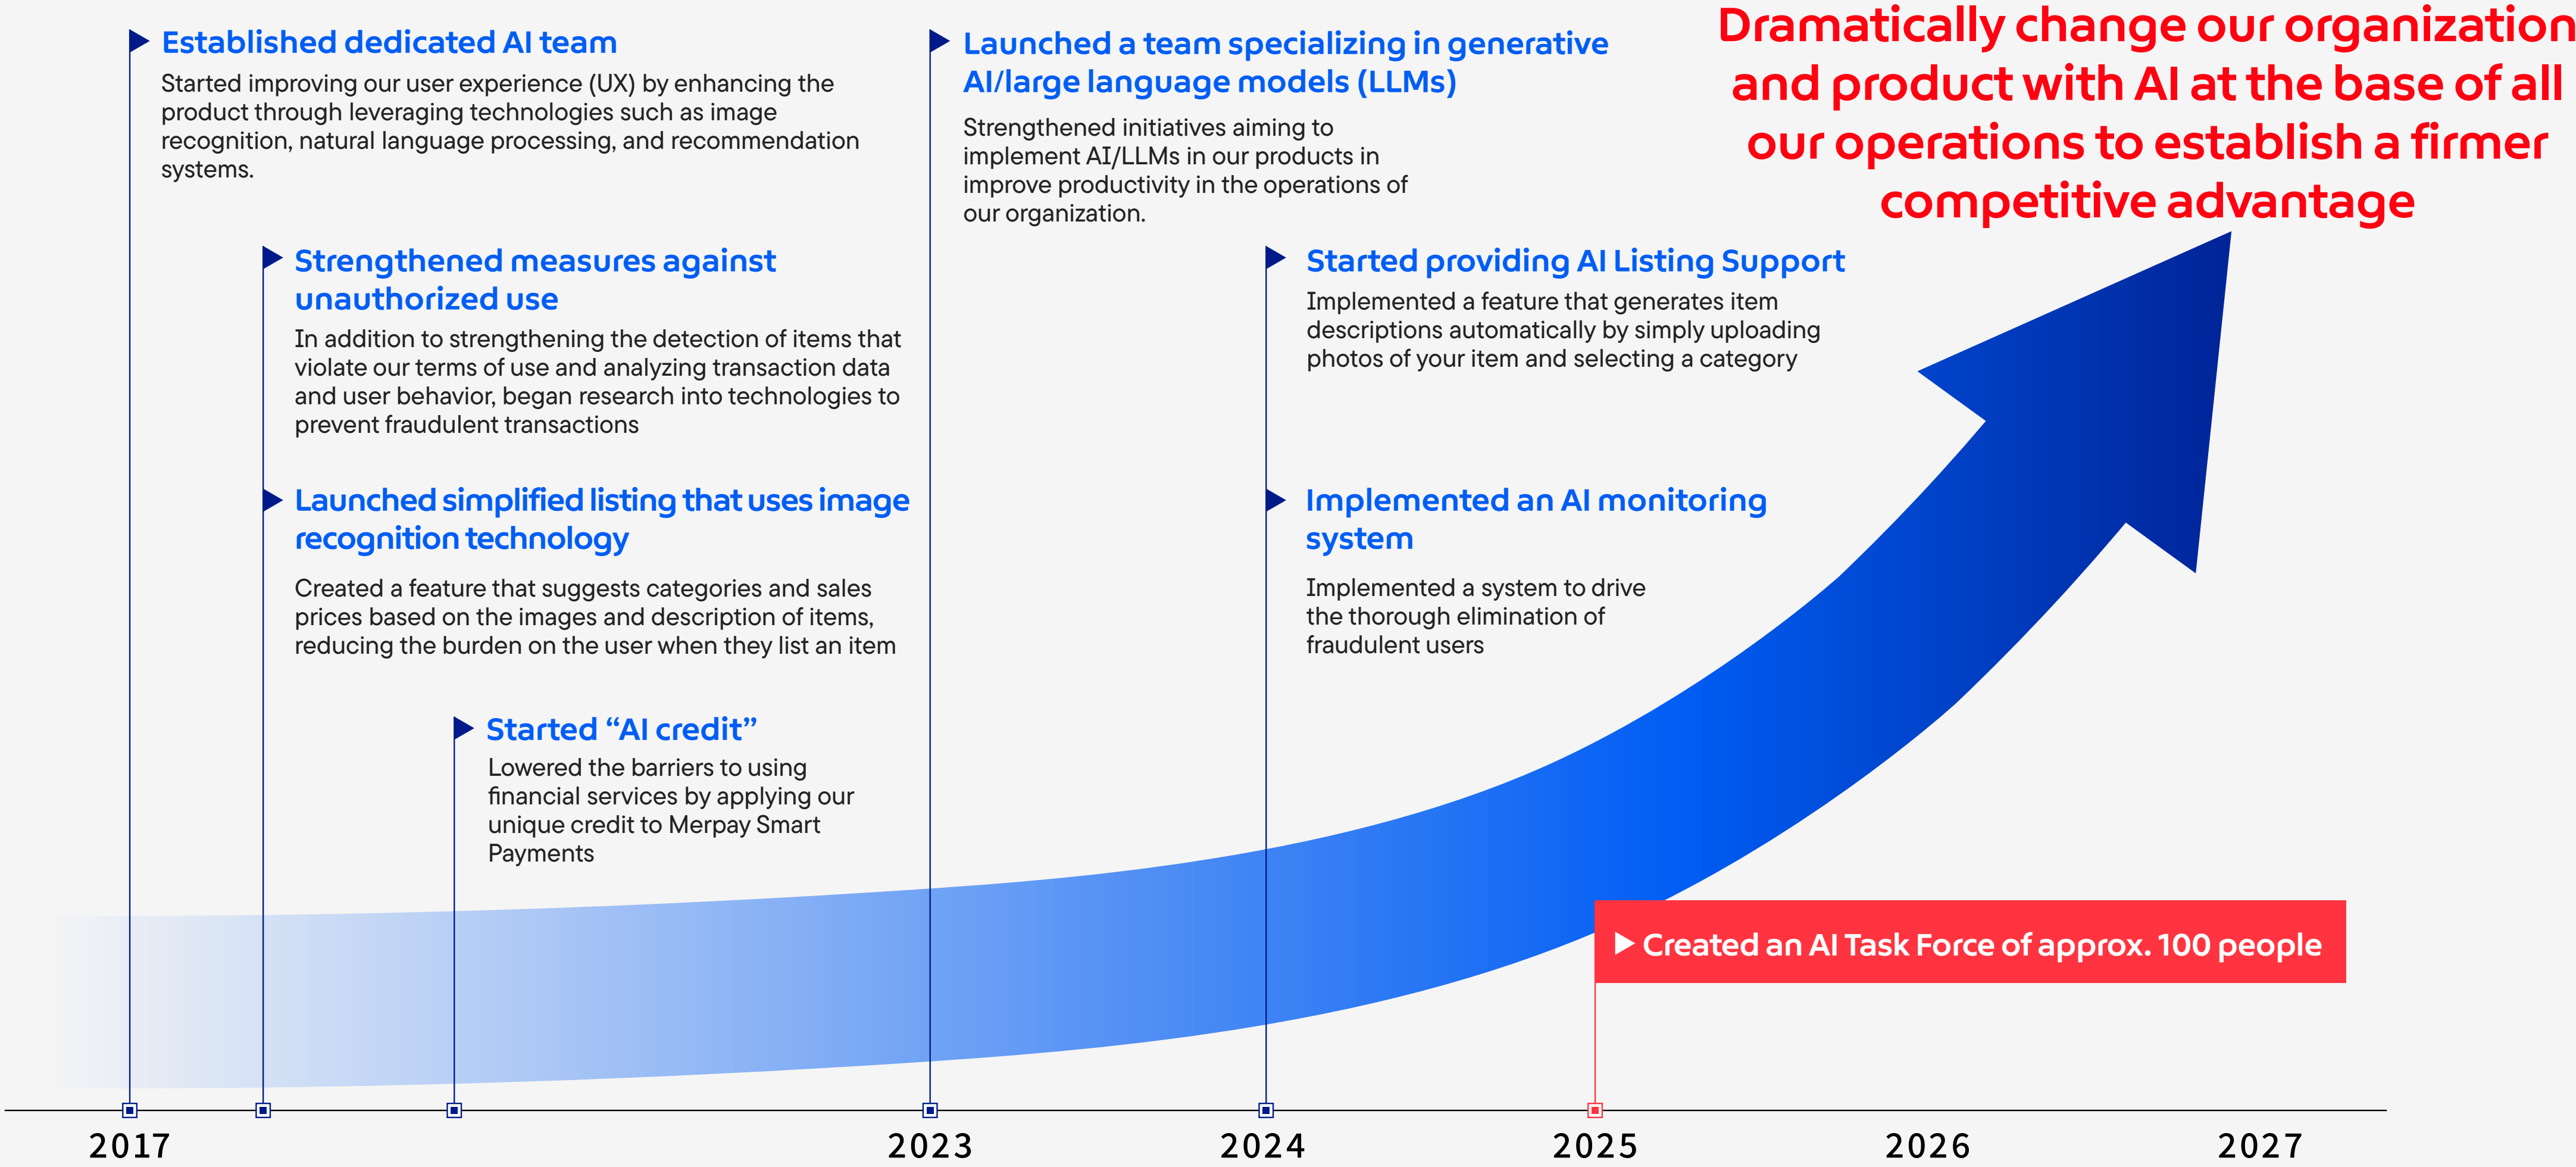 Established dedicated AI team
Started improving our user experience (UX) by enhancing the
product through leveraging technologies such as image
recognition, natural language processing, and recommendation
systems.
Strengthened measures against
unauthorized use
In addition to strengthening the detection of items that
violate our terms of use and analyzing transaction data
and user behavior, began research into technologies to
prevent fraudulent transactions
Launched simplified listing that uses image
recognition technology
Created a feature that suggests categories and sales
prices based on the images and description of items,
reducing the burden on the user when they list an item
Started “AI credit”
Lowered the barriers to using
financial services by applying our
unique credit to Merpay Smart
Payments
Launched a team specializing in generative
AI/large language models (LLMs)
Strengthened initiatives aiming to
implement AI/LLMs in our products in
improve productivity in the operations of
our organization.
Started providing AI Listing Support
Implemented a feature that generates item
descriptions automatically by simply uploading
photos of your item and selecting a category
Implemented an AI monitoring
system
Implemented a system to drive
the thorough elimination of
fraudulent users
Dramatically change our organization
and product with AI at the base of all
our operations to establish a firmer
competitive advantage
Created an AI Task Force of approx. 100 people
2017
2023
2024
2025
2026
2027